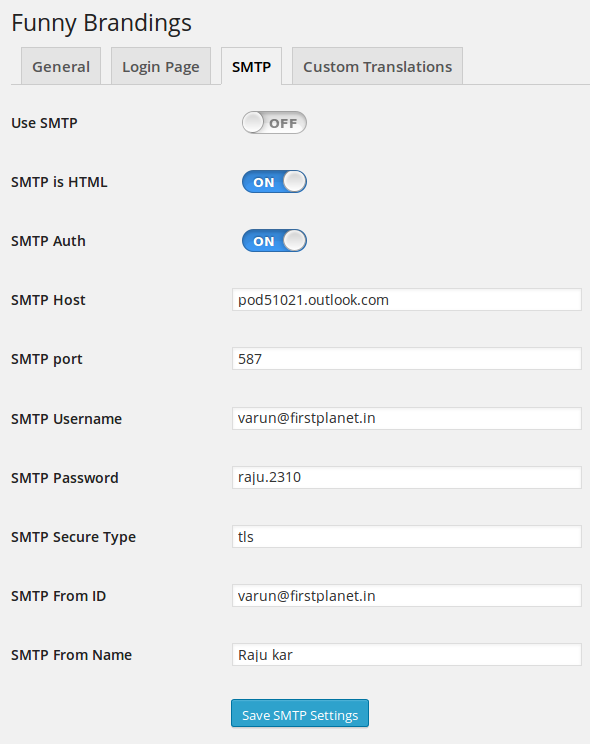 Funny Brandings
General Login Page SMTP Custom Translations
Use SMTP OFF
SMTP is HTML ON
SMTP Auth ON
SMTP Host pod51021.outlook.com
SMTP port 587
SMTP Username varun@firstplanet.in
SMTP Password raju.2310
SMTP Secure Type tls
SMTP From ID varun@firstplanet.in
SMTP From Name Raju kar
Save SMTP Settings